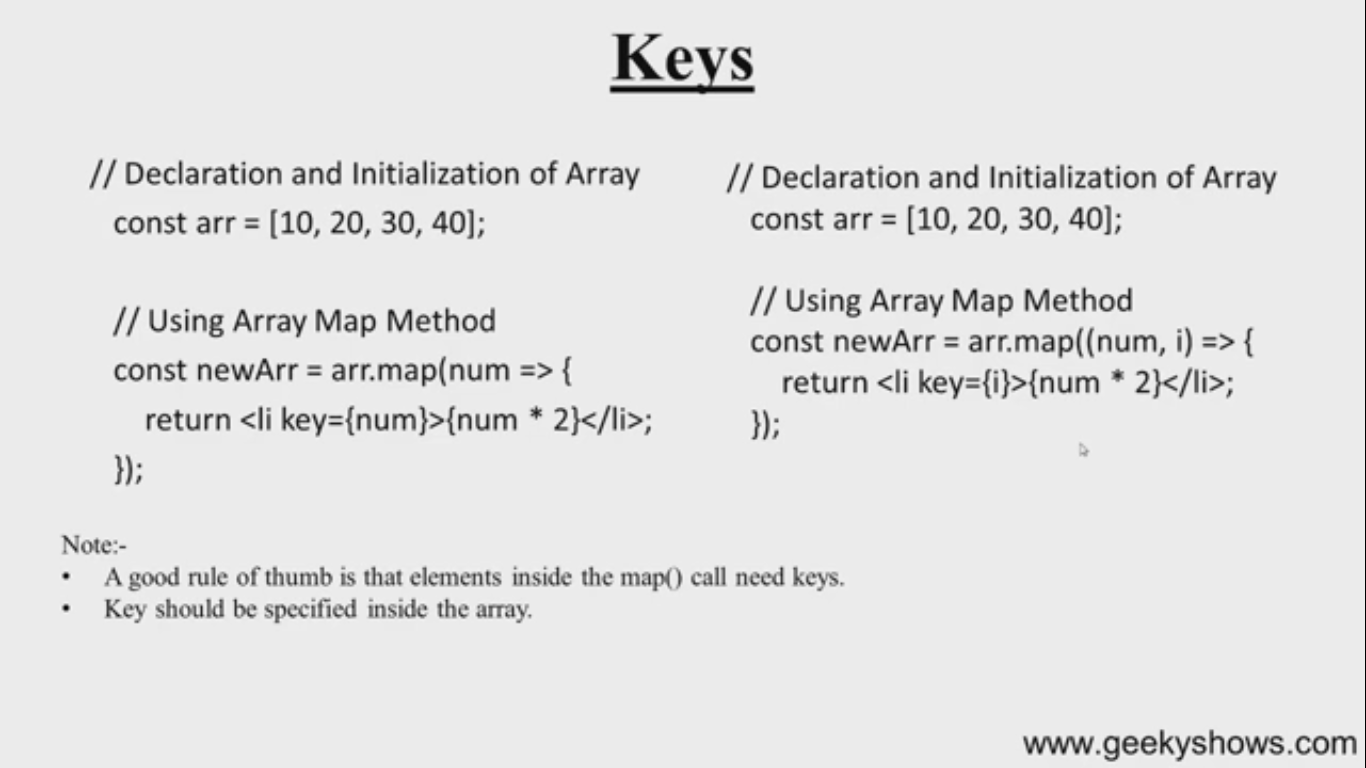 Keys
// Declaration and Initialization of Array
const arr = [10, 20, 30, 40];
// Using Array Map Method
const newArr = arr.map(num => {
return <li key={num}>{num * 2}</li>;
});
// Declaration and Initialization of Array
const arr = [10, 20, 30, 40];
// Using Array Map Method
const newArr = arr.map((num, i) => {
return <li key={i}>{num * 2}</li>;
});
Note:-
• A good rule of thumb is that elements inside the map() call need keys.
• Key should be specified inside the array.
www.geekyshows.com